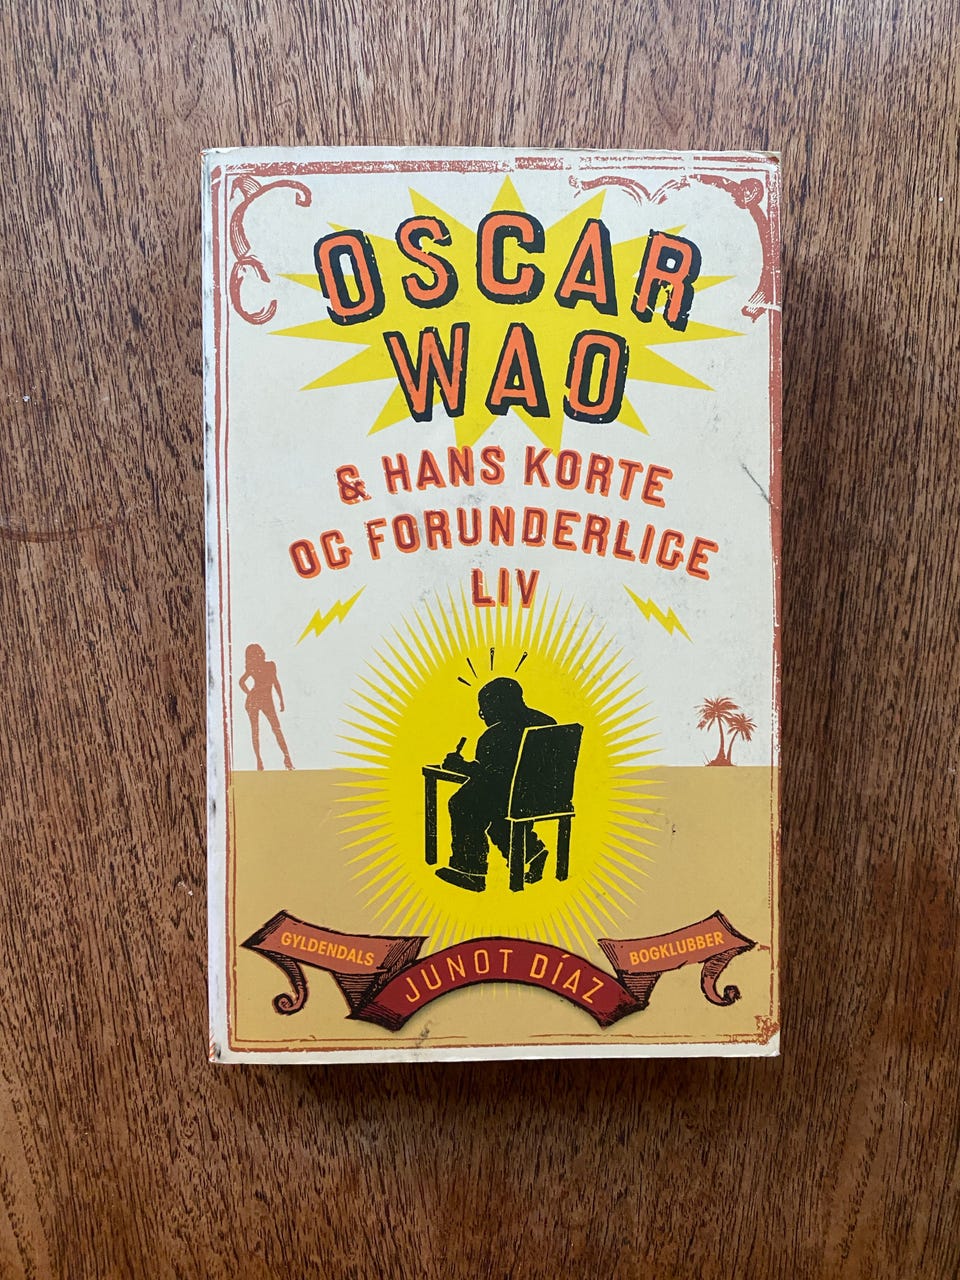 OSCAR
WAO
& HANS KORTE
OG FORUNDERLIGE
LIV
GYLDENDALS
JUNOT DÍAZ
BOGKLUBBER